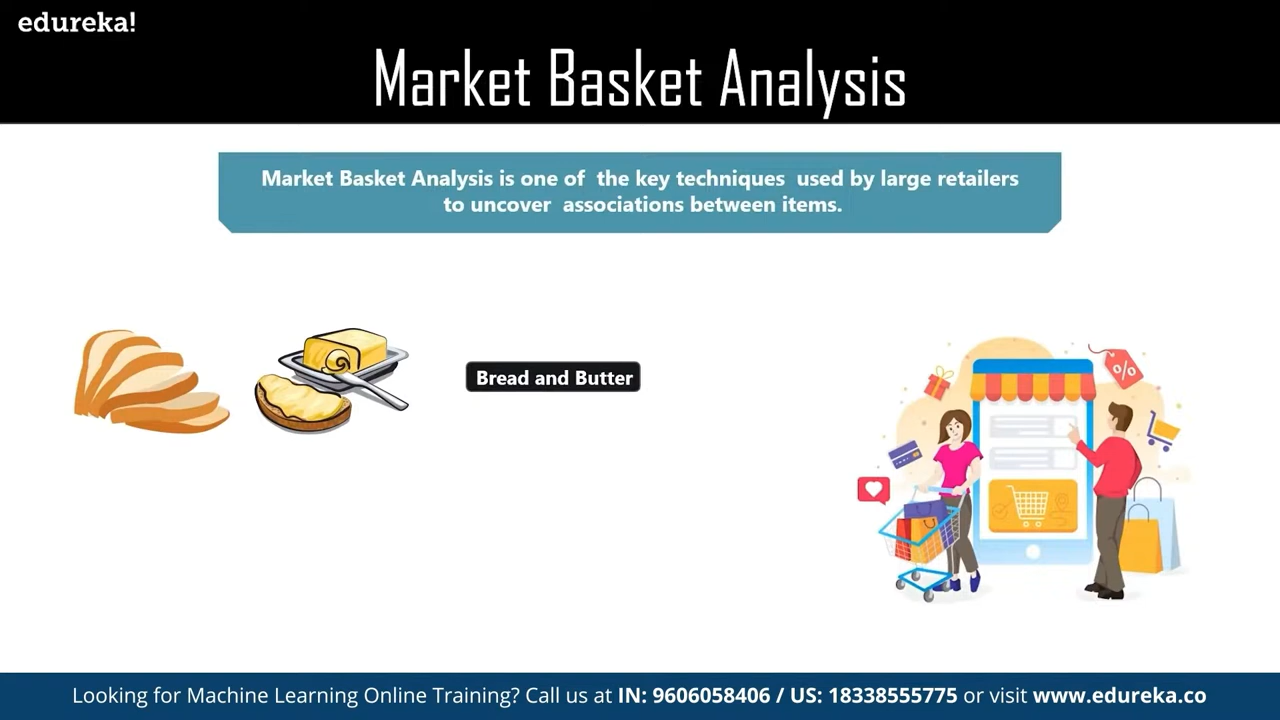 edureka!
Market Basket Analysis
Market Basket Analysis is one of the key techniques used by large retailers
to uncover associations between items.
Bread and Butter
%
Looking for Machine Learning Online Training? Call us at IN: 9606058406 / US: 18338555775 or visit www.edureka.co